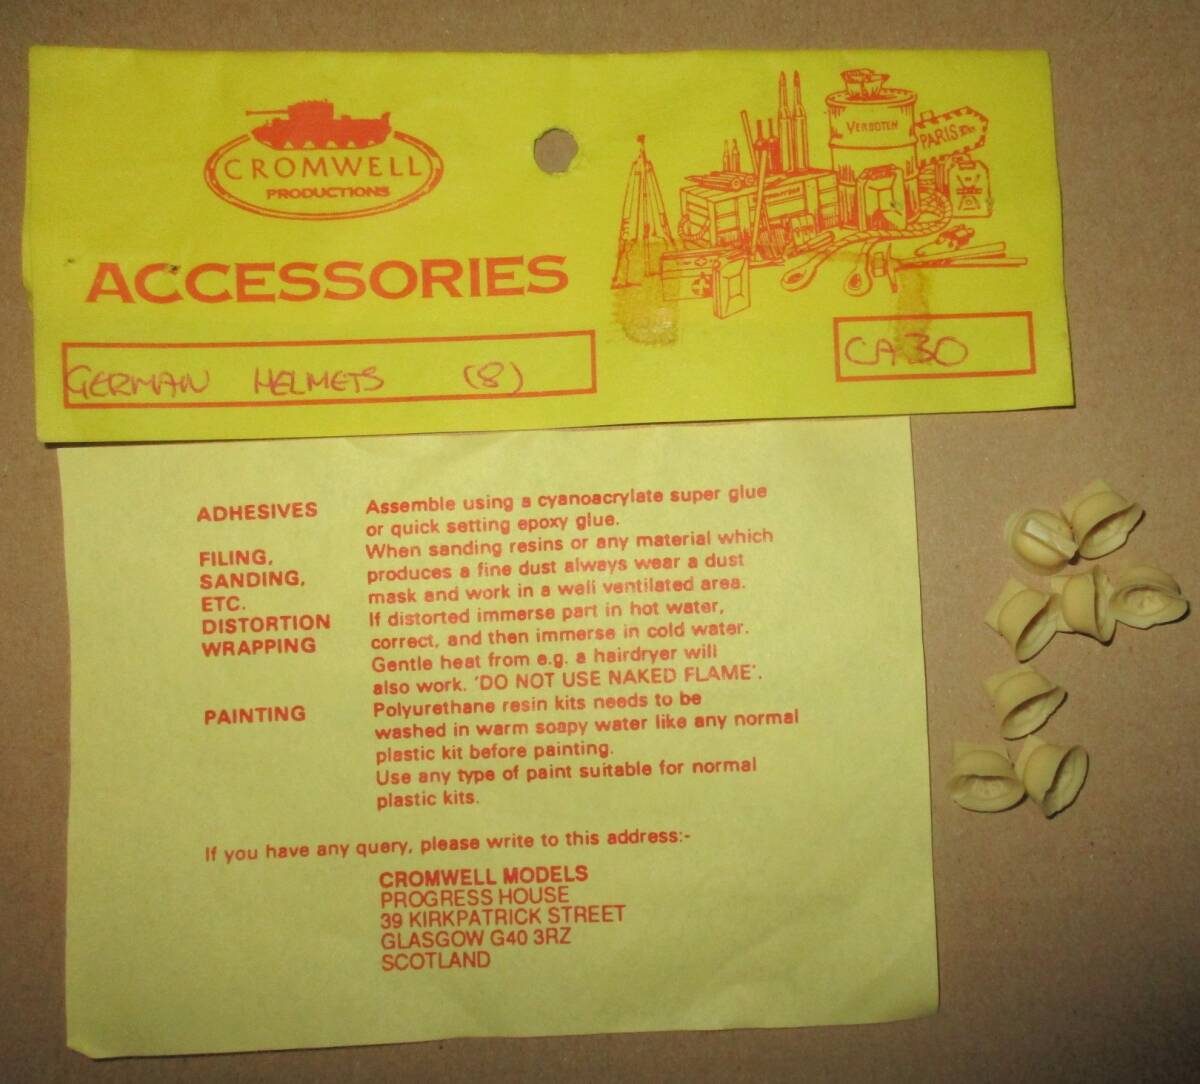 CROMWELL
PRODUCTIONS
VERBOTEN
PARIS
ACCESSORIES
GERMAN HELMETS (8)
CA30
ADHESIVES Assemble using a cyanoacrylate super glue
or quick setting epoxy glue.
FILING, When sanding resins or any material which
SANDING, produces a fine dust always wear a dust
ETC. mask and work in a well ventilated area.
DISTORTION If distorted immerse part in hot water,
WRAPPING correct, and then immerse in cold water.
Gentle heat from e.g. a hairdryer will
also work. 'DO NOT USE NAKED FLAME'.
PAINTING Polyurethane resin kits needs to be
washed in warm soapy water like any normal
plastic kit before painting.
Use any type of paint suitable for normal
plastic kits.
If you have any query, please write to this address:-
CROMWELL MODELS
PROGRESS HOUSE
39 KIRKPATRICK STREET
GLASGOW G40 3RZ
SCOTLAND